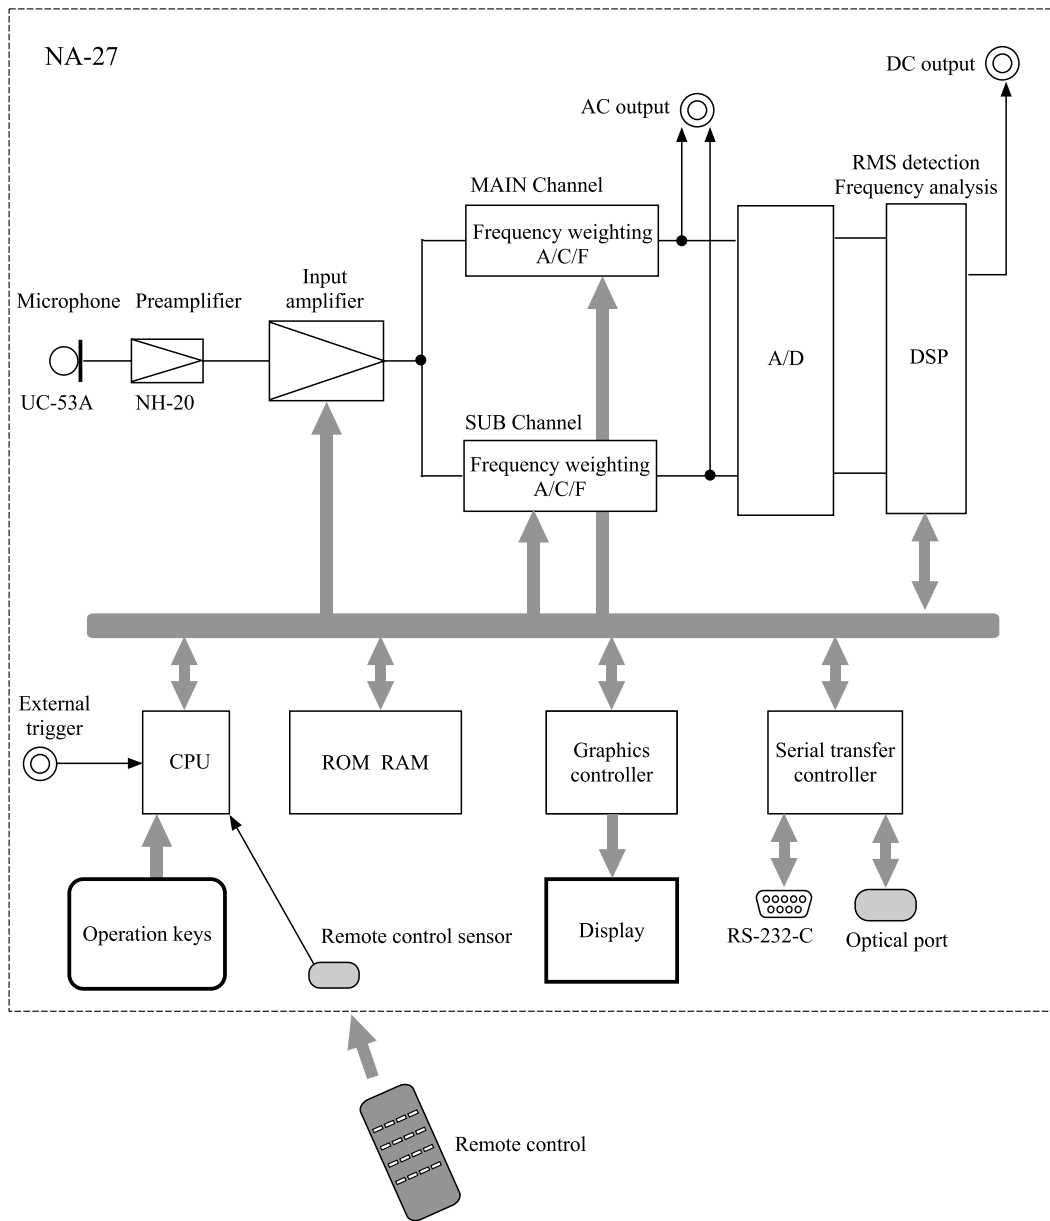 NA-27
DC output
AC output
RMS detection
Frequency analysis
MAIN Channel
Frequency weighting
A/C/F
Input
amplifier
Microphone
Preamplifier
A/D
DSP
UC-53A
NH-20
SUB Channel
Frequency weighting
A/C/F
External
trigger
CPU
ROM RAM
Graphics
controller
Serial transfer
controller
Operation keys
Remote control sensor
Display
RS-232-C
Optical port
Remote control